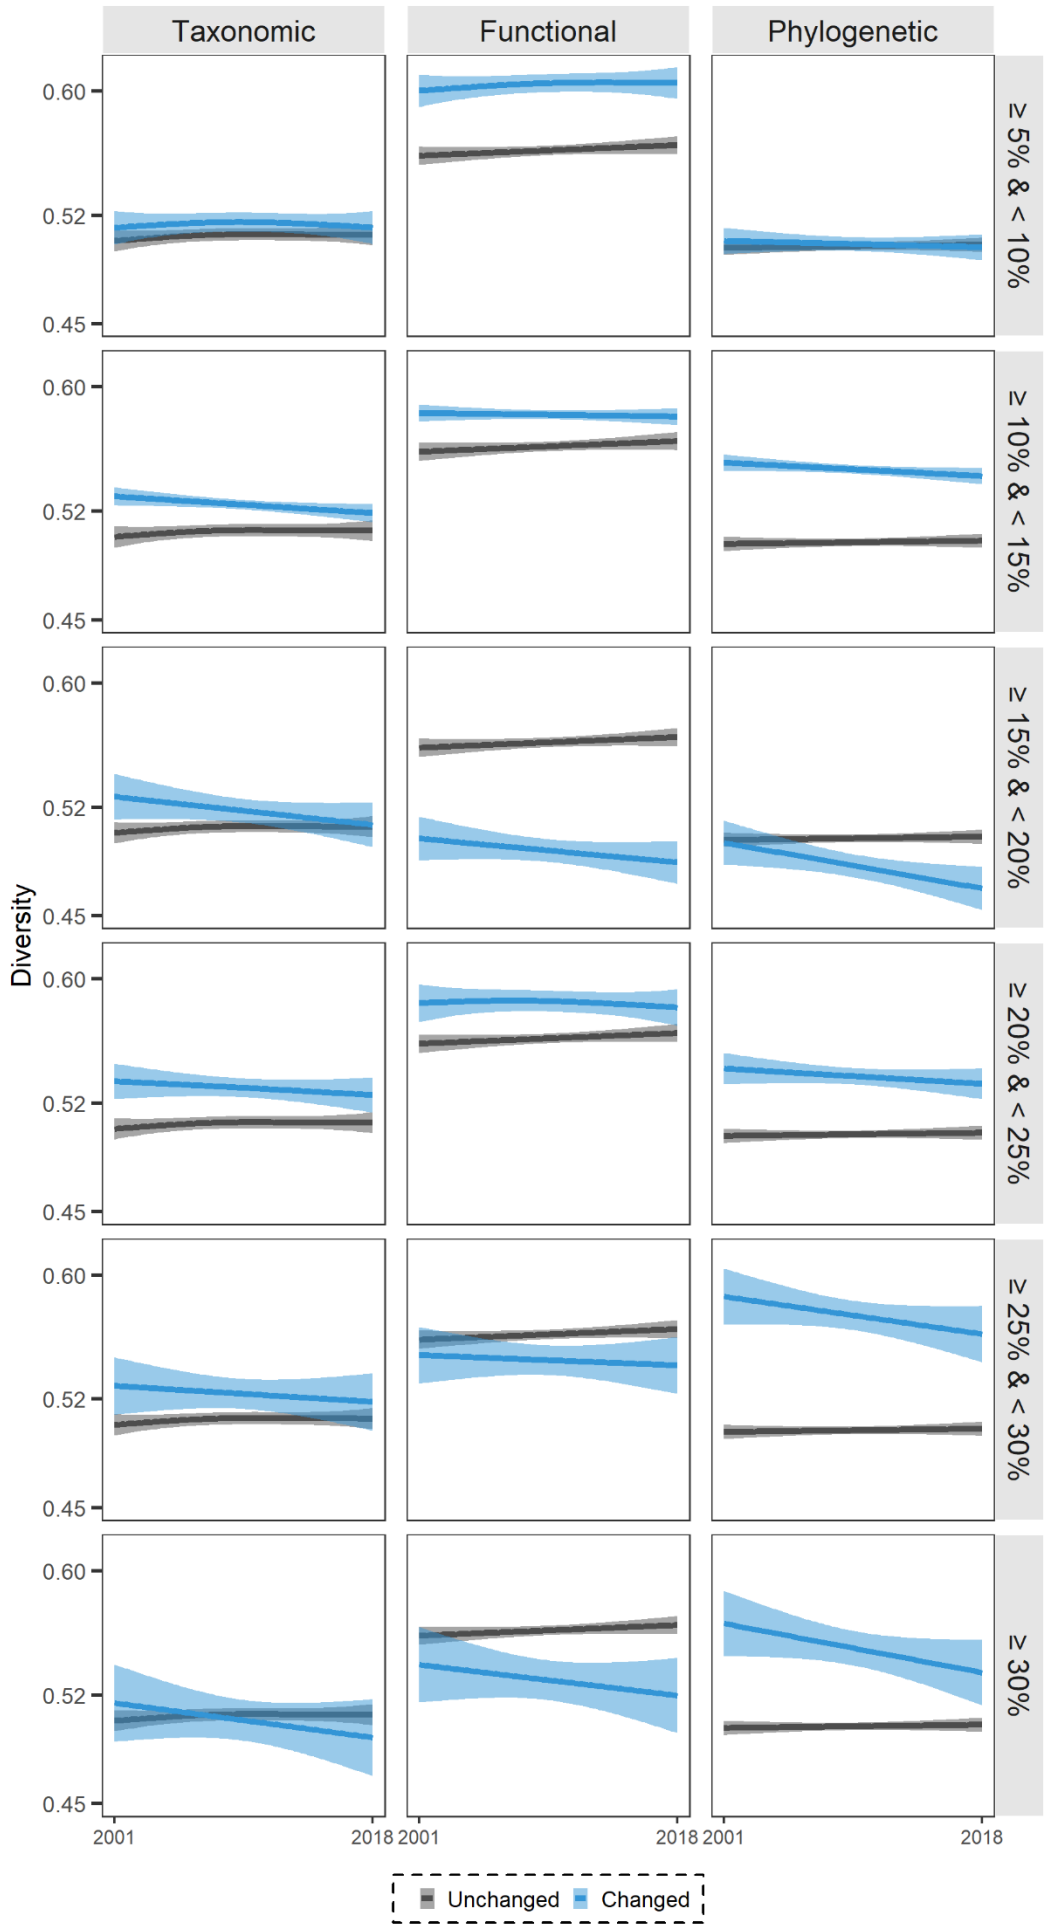 Taxonomic Functional Phylogenetic
0.60
0.52
0.45
≥ 5% & < 10%
0.60
0.52
0.45
≥ 10% & < 15%
0.60
0.52
0.45
≥ 15% & < 20%
Diversity
0.60
0.52
0.45
≥ 20% & < 25%
0.60
0.52
0.45
≥ 25% & < 30%
0.60
0.52
0.45
≥ 30%
2001 2018 2001 2018 2001 2018
Unchanged Changed